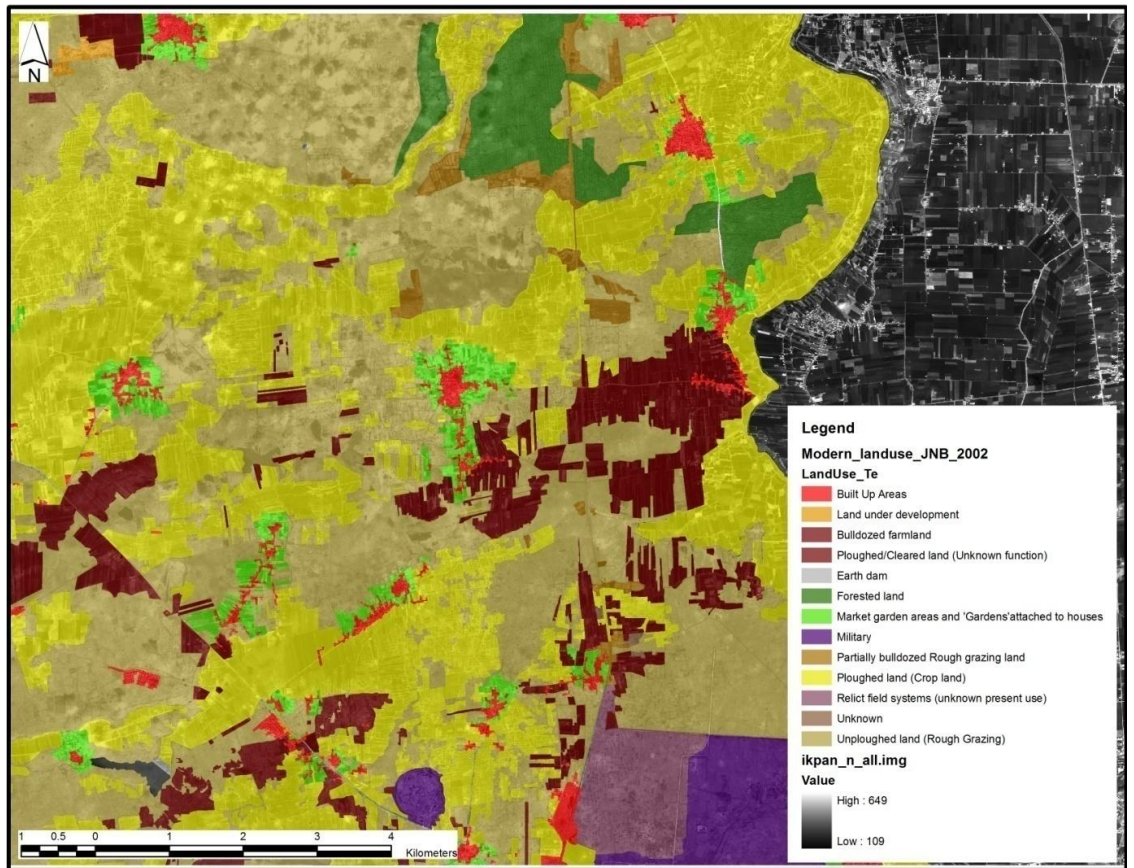 N
Legend
Modern_landuse_JNB_2002
LandUse_Te
Built Up Areas
Land under development
Bulldozed farmland
Ploughed/Cleared land (Unknown function)
Earth dam
Forested land
Market garden areas and 'Gardens'attached to houses
Military
Partially bulldozed Rough grazing land
Ploughed land (Crop land)
Relict field systems (unknown present use)
Unknown
Unploughed land (Rough Grazing)
ikpan_n_all.img
Value
High : 649
Low : 109
1 0.5 0 1 2 3 4
Kilometers